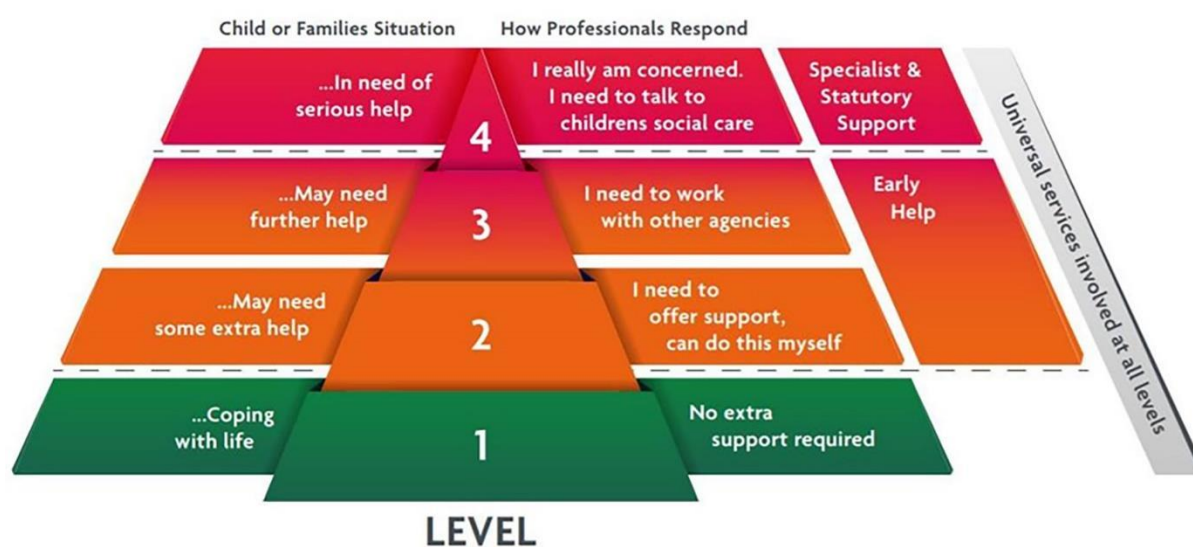 Child or Families Situation
How Professionals Respond
...In need of
serious help
4
I really am concerned.
I need to talk to
childrens social care
Specialist &
Statutory
Support
...May need
further help
3
I need to work
with other agencies
Early
Help
...May need
some extra help
2
I need to
offer support,
can do this myself
...Coping
with life
1
No extra
support required
Universal services involved at all levels
LEVEL